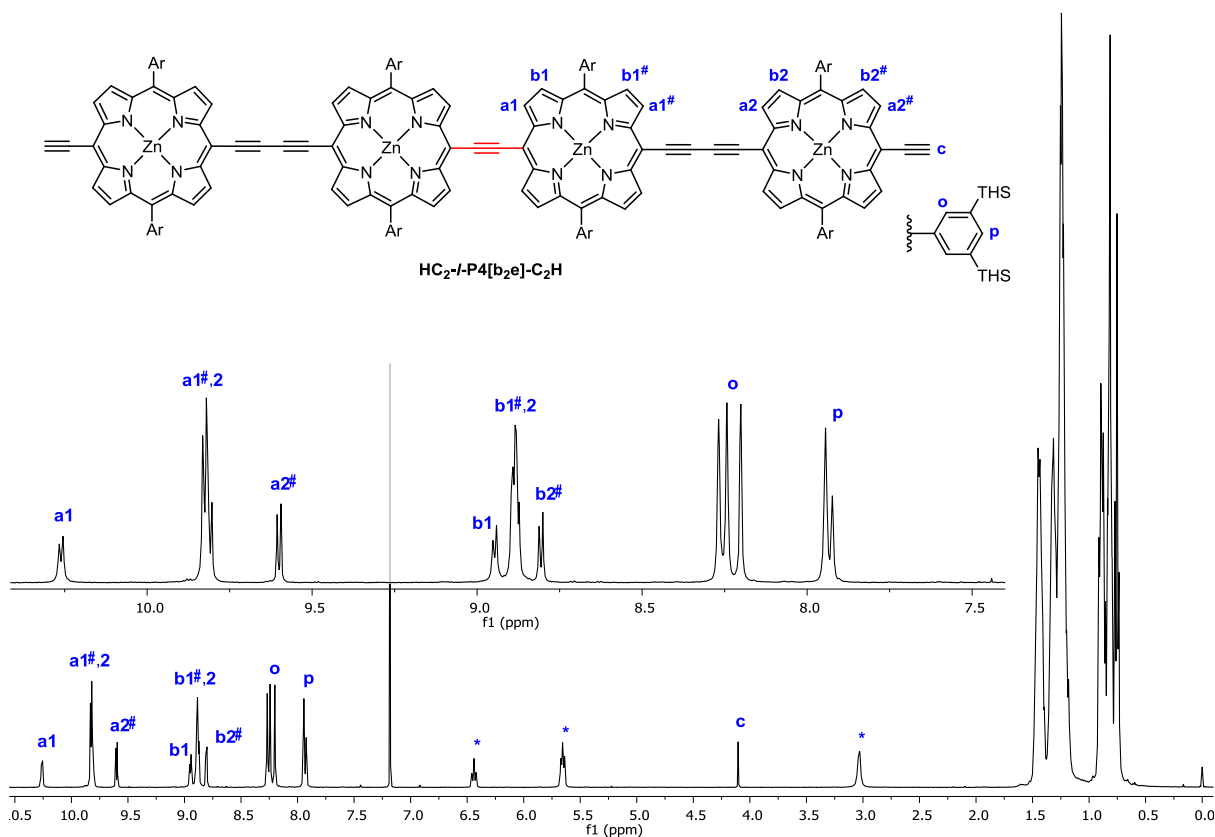 Ar Ar Ar Ar
b1 b1# b2 b2#
a1 a1# a2 a2#
N N N N N N N N
Zn Zn Zn Zn c
N N N N N N N N
Ar Ar Ar Ar
THS
o
p
THS
HC2-l-P4[b2e]-C2H
a1#,2
b1#,2
o
p
a2#
b2#
a1
b1
10.0 9.5 9.0 8.5 8.0 7.5
f1 (ppm)
a1#,2
b1#,2
o
p
a2#
b2#
a1
b1
* * c *
10.5 10.0 9.5 9.0 8.5 8.0 7.5 7.0 6.5 6.0 5.5 5.0 4.5 4.0 3.5 3.0 2.5 2.0 1.5 1.0 0.5 0.0
f1 (ppm)